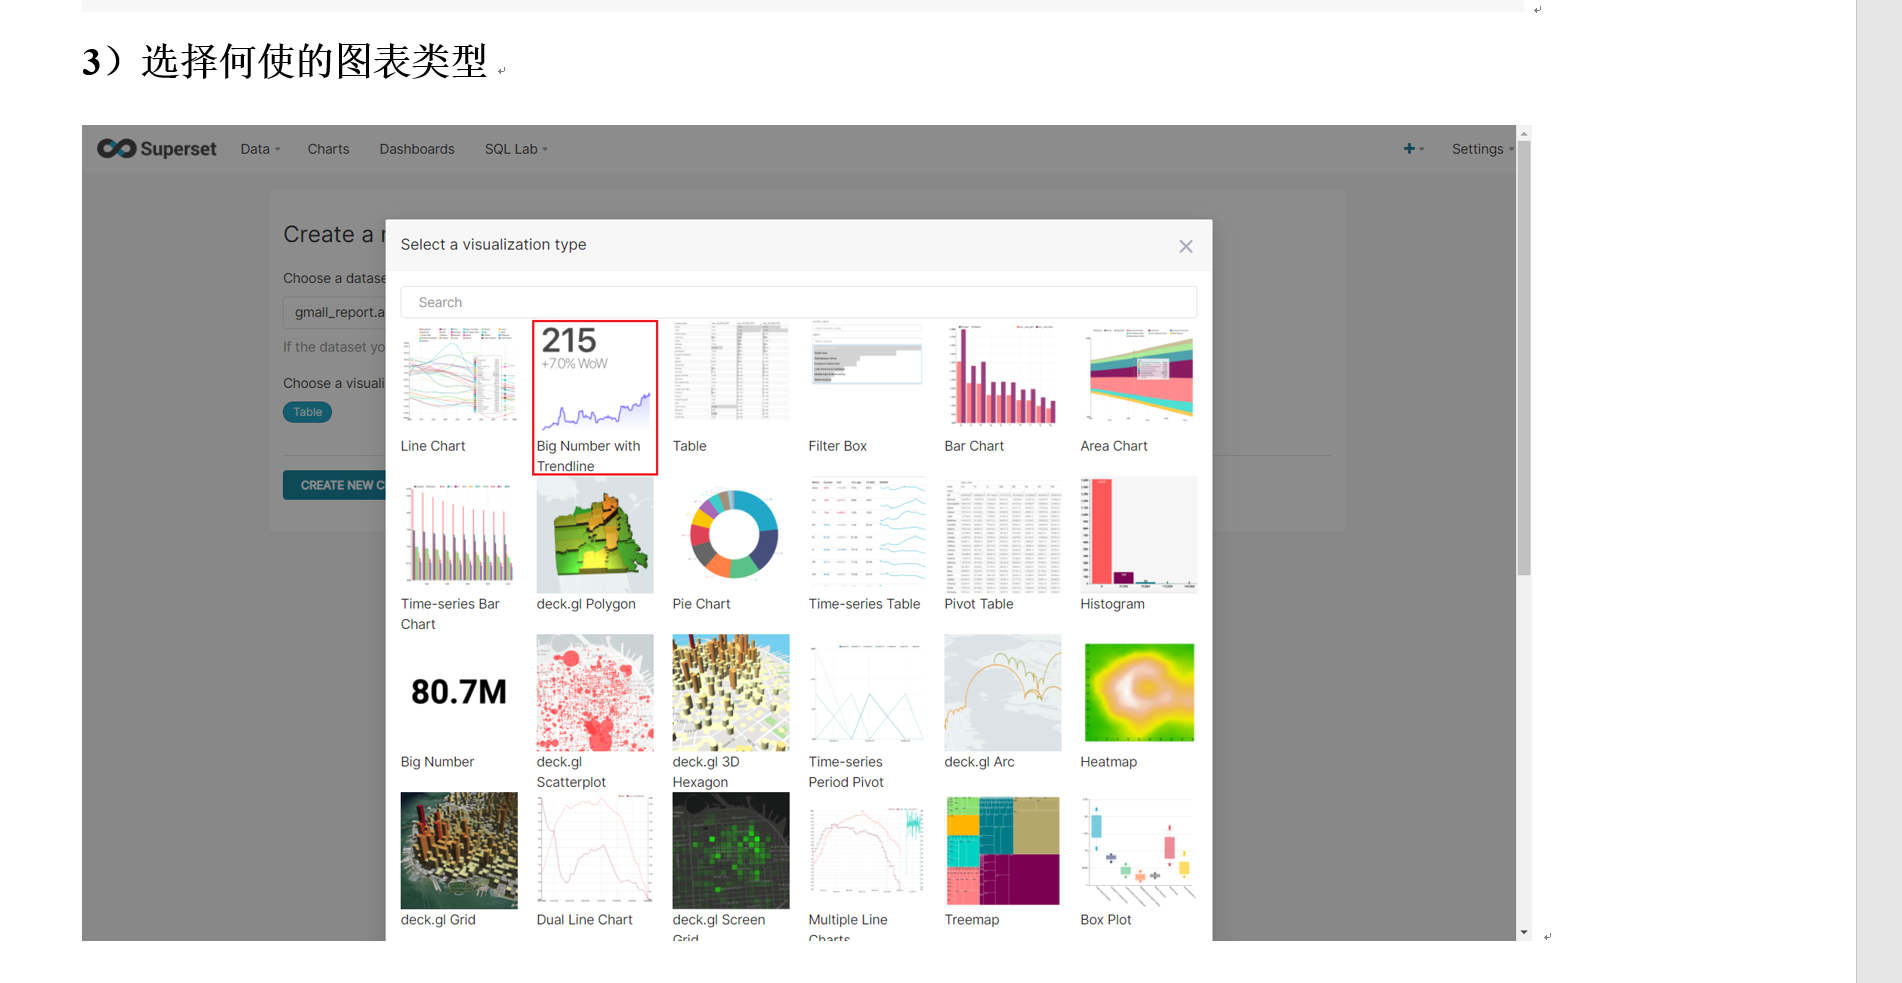 3）选择何使的图表类型
Superset Data Charts Dashboards SQL Lab + Settings
Create a
Select a visualization type
Choose a datase
Search
gmall_report.a
If the dataset yo
Choose a visuali
Table
CREATE NEW C
215
+7.0% WoW
Line Chart
Big Number with
Trendline
Table
Filter Box
Bar Chart
Area Chart
Time-series Bar
Chart
deck.gl Polygon
Pie Chart
Time-series Table
Pivot Table
Histogram
80.7M
Big Number
deck.gl
Scatterplot
deck.gl 3D
Hexagon
Time-series
Period Pivot
deck.gl Arc
Heatmap
deck.gl Grid
Dual Line Chart
deck.gl Screen
Grid
Multiple Line
Charts
Treemap
Box Plot